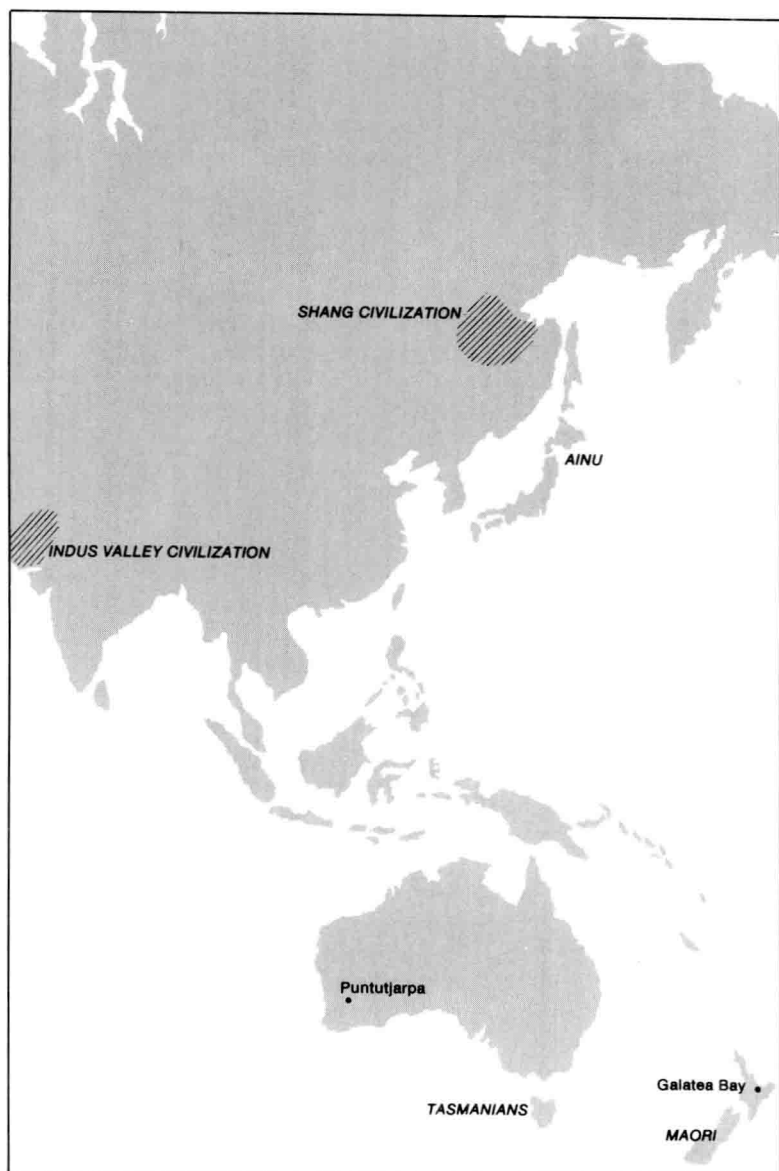 SHANG CIVILIZATION
AINU
INDUS VALLEY CIVILIZATION
Puntutjarpa
Galatea Bay
TASMANIANS
MAORI